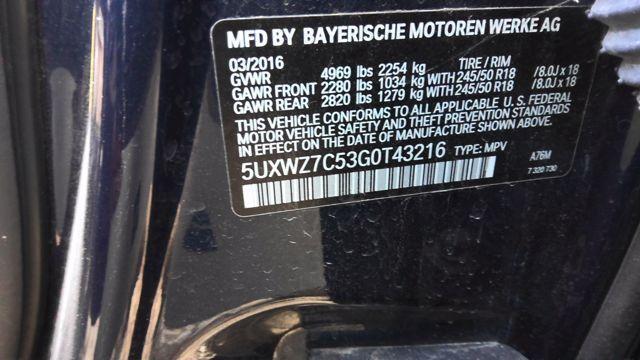 MFD BY BAYERISCHE MOTOREN WERKE AG
03/2016 TIRE / RIM
GVWR 4969 lbs 2254 kg
GAWR FRONT 2280 lbs 1034 kg WITH 245/50 R18 /8.0J x 18
GAWR REAR 2820 lbs 1279 kg WITH 245/50 R18 /8.0J x 18
THIS VEHICLE CONFORMS TO ALL APPLICABLE U.S. FEDERAL
MOTOR VEHICLE SAFETY AND THEFT PREVENTION STANDARDS
IN EFFECT ON THE DATE OF MANUFACTURE SHOWN ABOVE.
5UXWZ7C53G0T43216 TYPE: MPV A76M
7 320 730